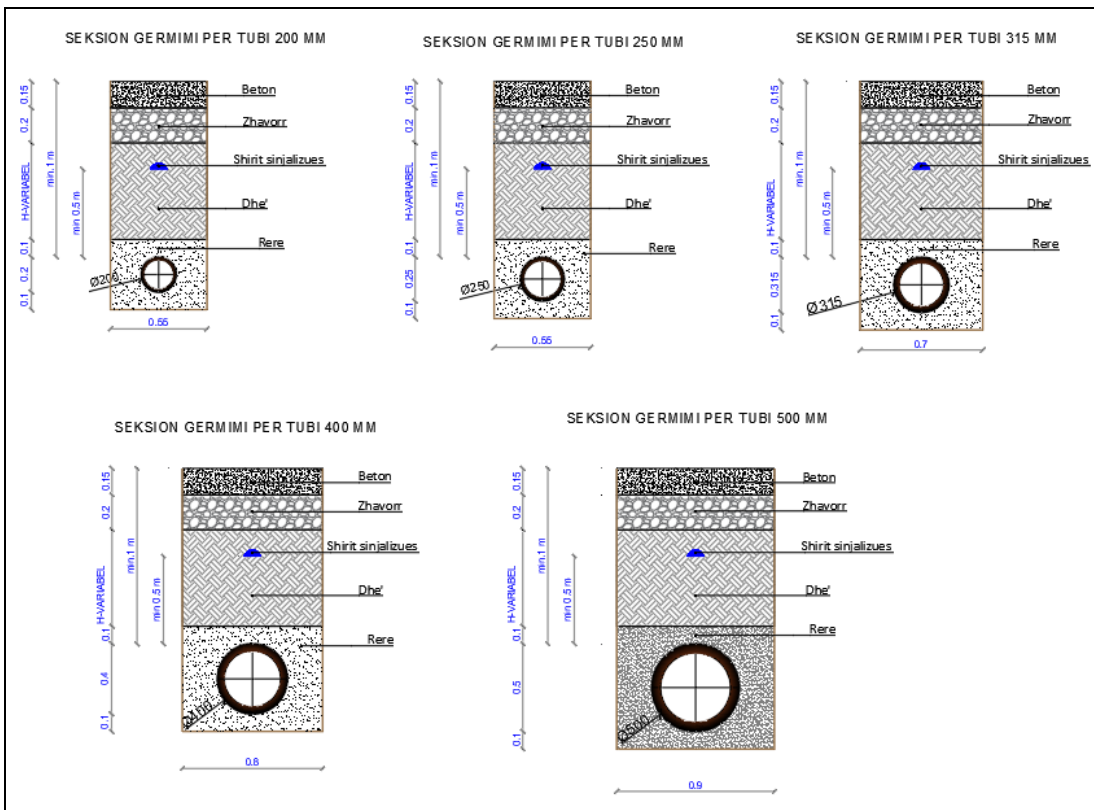 SEKSION GERMIMI PER TUBI 200 MM
0.15
0.2
H-VARIABEL
0.1
0.2
0.1
min.1 m
min 0.5 m
Beton
Zhavorr
Shirit sinjalizues
Dhe'
Rere
Ø200
0.55
SEKSION GERMIMI PER TUBI 250 MM
0.15
0.2
H-VARIABEL
0.1
0.25
0.1
min.1 m
min 0.5 m
Beton
Zhavorr
Shirit sinjalizues
Dhe'
Rere
Ø250
0.55
SEKSION GERMIMI PER TUBI 315 MM
0.15
0.2
H-VARIABEL
0.1
0.315
0.1
min.1 m
min 0.5 m
Beton
Zhavorr
Shirit sinjalizues
Dhe'
Rere
Ø315
0.7
SEKSION GERMIMI PER TUBI 400 MM
0.15
0.2
H-VARIABEL
0.1
0.4
0.1
min.1 m
min 0.5 m
Beton
Zhavorr
Shirit sinjalizues
Dhe'
Rere
Ø400
0.8
SEKSION GERMIMI PER TUBI 500 MM
0.15
0.2
H-VARIABEL
0.1
0.5
0.1
min.1 m
min 0.5 m
Beton
Zhavorr
Shirit sinjalizues
Dhe'
Rere
Ø500
0.9